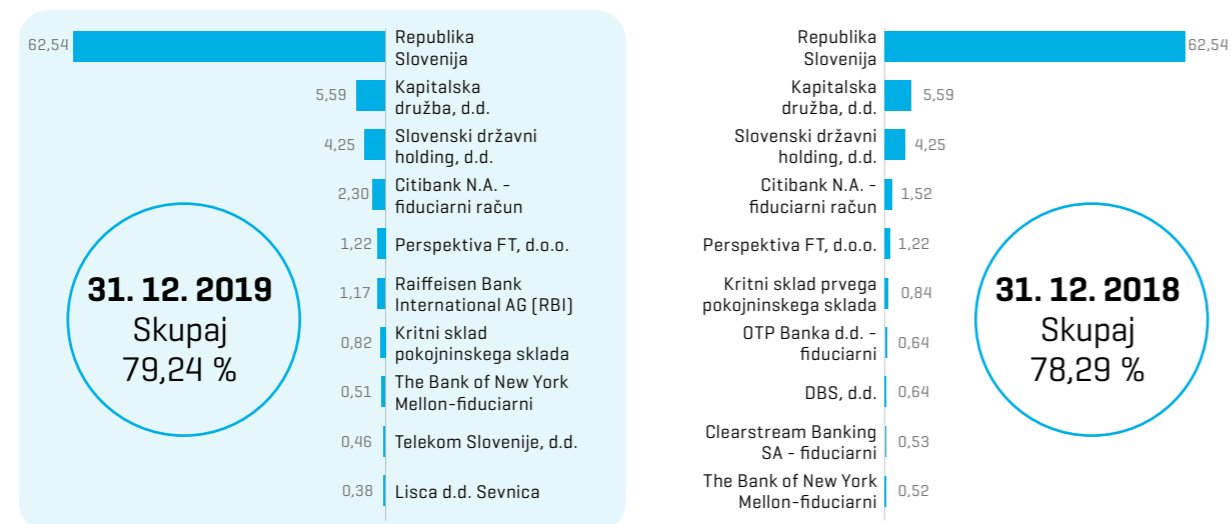 62,54
Republika
Slovenija
5,59
Kapitalska
družba, d.d.
4,25
Slovenski državni
holding, d.d.
2,30
Citibank N.A. -
fiduciarni račun
1,22
Perspektiva FT, d.o.o.
1,17
Raiffeisen Bank
International AG (RBI)
0,82
Kritni sklad
pokojninskega sklada
0,51
The Bank of New York
Mellon-fiduciarni
0,46
Telekom Slovenije, d.d.
0,38
Lisca d.d. Sevnica
31. 12. 2019
Skupaj
79,24 %
Republika
Slovenija
62,54
Kapitalska
družba, d.d.
5,59
Slovenski državni
holding, d.d.
4,25
Citibank N.A. -
fiduciarni račun
1,52
Perspektiva FT, d.o.o.
1,22
Kritni sklad prvega
pokojninskega sklada
0,84
OTP Banka d.d. -
fiduciarni
0,64
DBS, d.d.
0,64
Clearstream Banking
SA - fiduciarni
0,53
The Bank of New York
Mellon-fiduciarni
0,52
31. 12. 2018
Skupaj
78,29 %